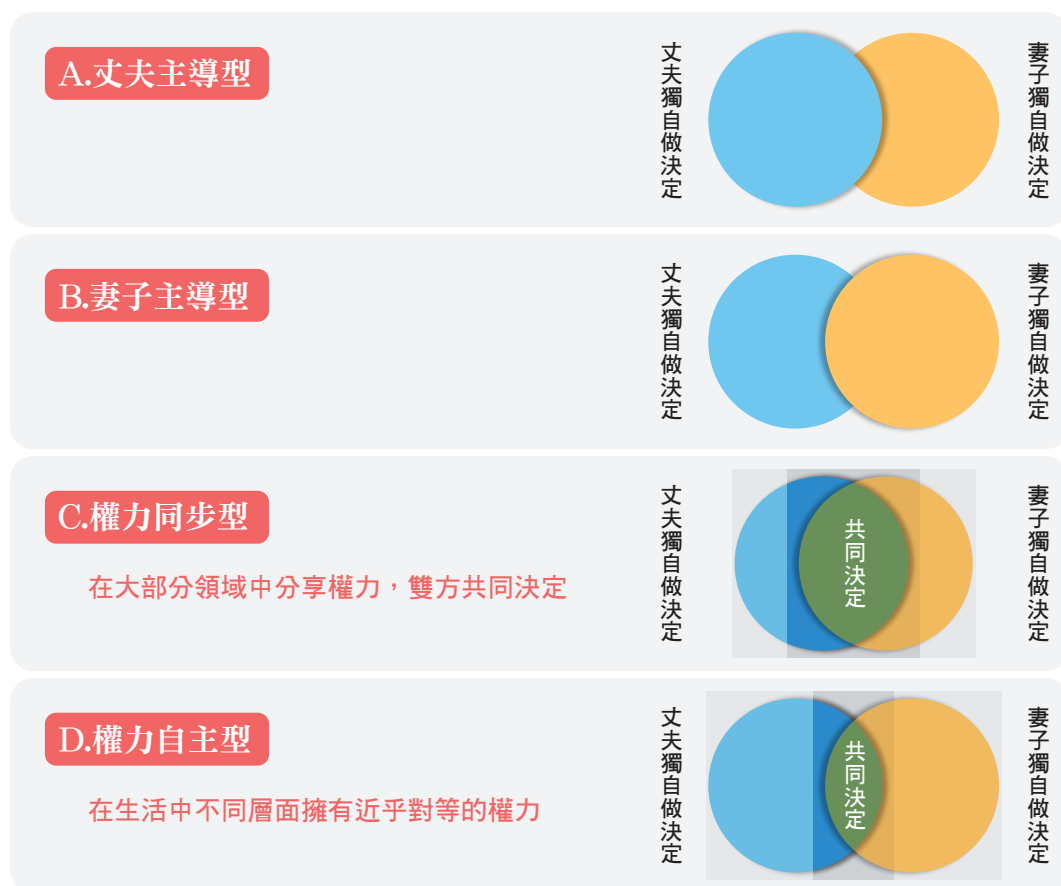 A.丈夫主導型
丈夫獨自做決定
妻子獨自做決定
B.妻子主導型
丈夫獨自做決定
妻子獨自做決定
C.權力同步型
在大部分領域中分享權力，雙方共同決定
丈夫獨自做決定
共同決定
妻子獨自做決定
D.權力自主型
在生活中不同層面擁有近乎對等的權力
丈夫獨自做決定
共同決定
妻子獨自做決定